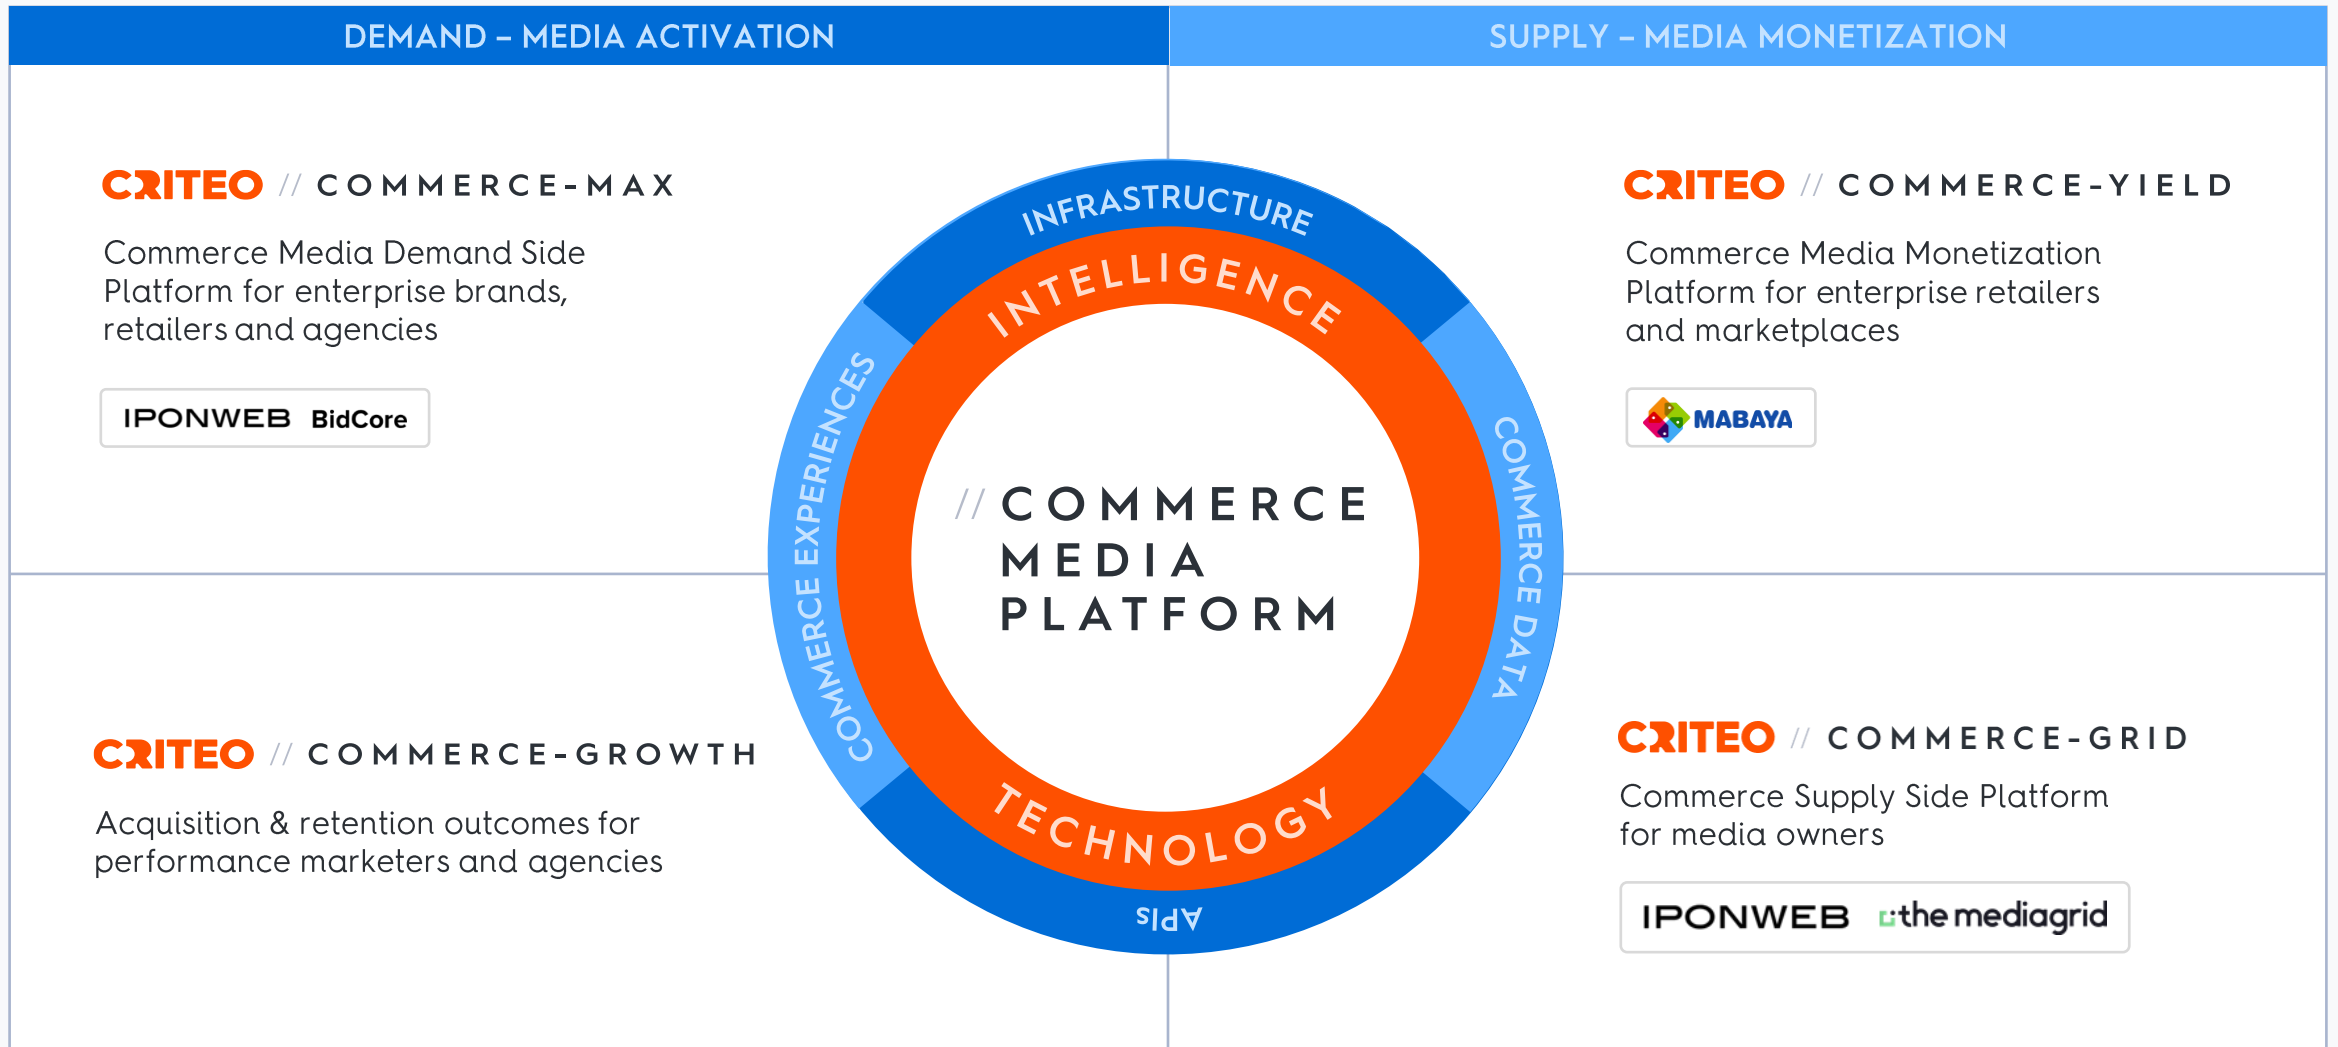 DEMAND – MEDIA ACTIVATION
SUPPLY – MEDIA MONETIZATION
CRITEO // COMMERCE-MAX
Commerce Media Demand Side
Platform for enterprise brands,
retailers and agencies
IPONWEB BidCore
CRITEO // COMMERCE-YIELD
Commerce Media Monetization
Platform for enterprise retailers
and marketplaces
MABAYA
INFRASTRUCTURE
INTELLIGENCE
COMMERCE EXPERIENCES
// COMMERCE
MEDIA
PLATFORM
COMMERCE DATA
TECHNOLOGY
APIs
CRITEO // COMMERCE-GROWTH
Acquisition & retention outcomes for
performance marketers and agencies
CRITEO // COMMERCE-GRID
Commerce Supply Side Platform
for media owners
IPONWEB the mediagrid